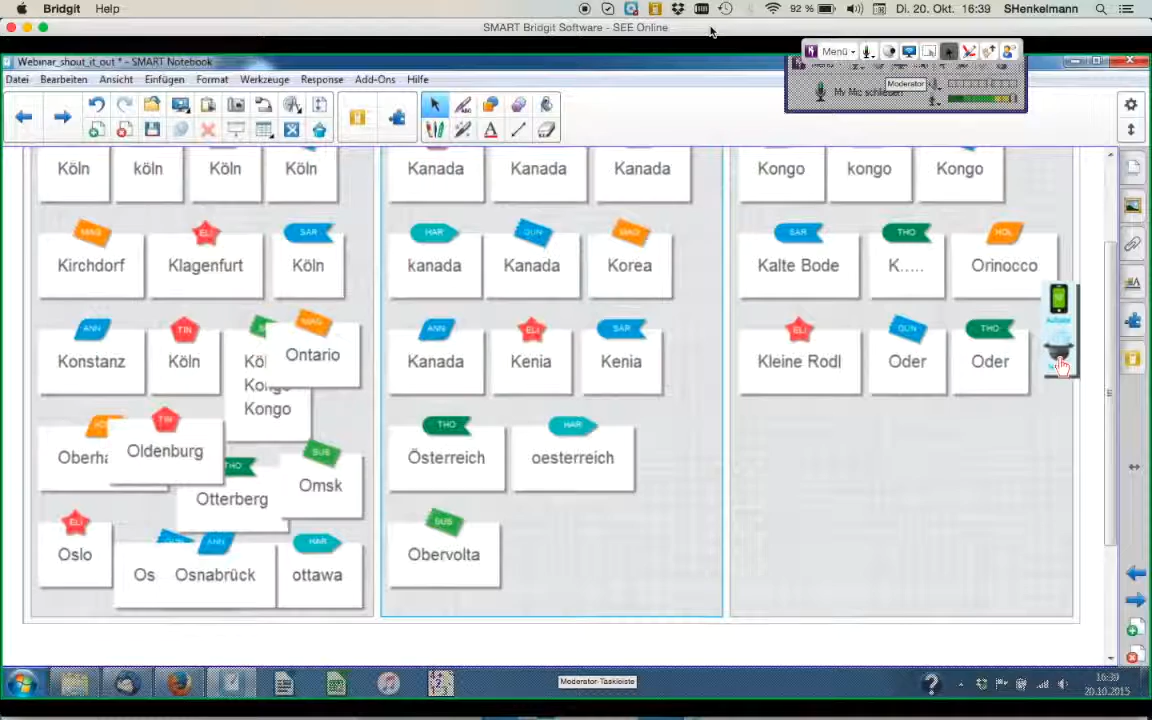 Bridgit Hilfe 92 % Di. 20. Okt. 16:39 SHenkelmann
SMART Bridgit Software - SEE Online
Menü
Moderator
My Mic
Webinar_shout_it_out * - SMART Notebook
Datei Bearbeiten Ansicht Einfügen Format Werkzeuge Response Add-Ons Hilfe
Köln köln Köln Köln
Kanada Kanada Kanada
Kongo kongo Kongo
MAG ELI SAR
Kirchdorf Klagenfurt Köln
HAR GUN MAG
kanada Kanada Korea
SAR THO HOL
Kalte Bode K..... Orinocco
ANN TIN MAG
Konstanz Köln Ontario
Kongo
ANN ELI SAR
Kanada Kenia Kenia
ELI GUN THO
Kleine Rodl Oder Oder
TIN
Oldenburg
THO SUS
Otterberg Omsk
THO HAR
Österreich oesterreich
ELI ANN HAR
Oslo Os Osnabrück ottawa
SUS
Obervolta
Moderator-Taskleiste
16:39
20.10.2015